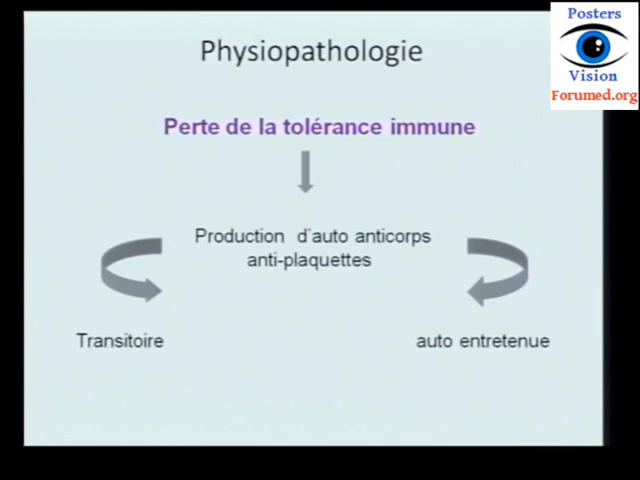 Physiopathologie
Posters
Vision
Forumed.org
Perte de la tolérance immune
Production d'auto anticorps
anti-plaquettes
Transitoire
auto entretenue